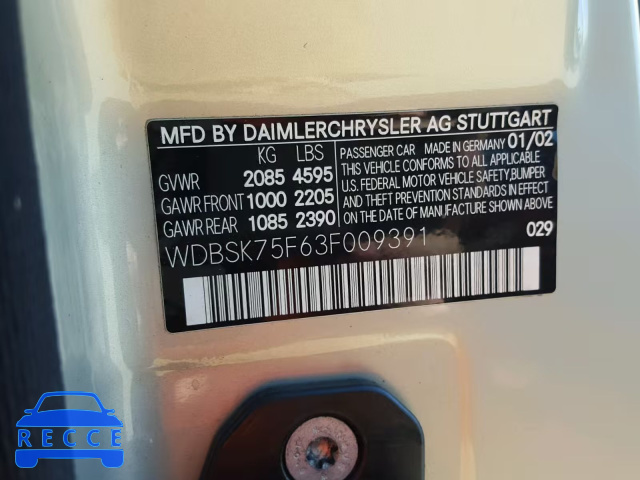 MFD BY DAIMLERCHRYSLER AG STUTTGART
KG LBS
GVWR 2085 4595
GAWR FRONT 1000 2205
GAWR REAR 1085 2390
PASSENGER CAR MADE IN GERMANY 01/02
THIS VEHICLE CONFORMS TO ALL APPLICABLE
U.S. FEDERAL MOTOR VEHICLE SAFETY,BUMPER
AND THEFT PREVENTION STANDARDS IN EFFECT
ON THE DATE OF MANUFACTURE SHOWN ABOVE
029
WDBSK75F63F009391
RECCE